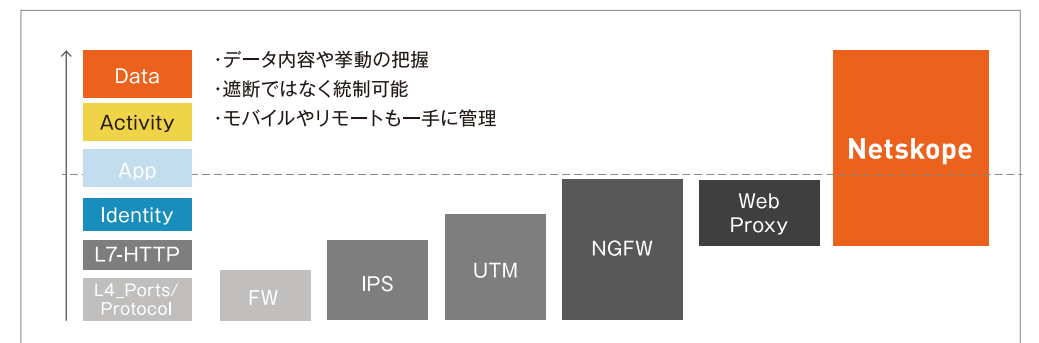 Data
・データ内容や挙動の把握
・遮断ではなく統制可能
・モバイルやリモートも一手に管理
Activity
App
Identity
L7-HTTP
L4_Ports/
Protocol
FW
IPS
UTM
NGFW
Web
Proxy
Netskope